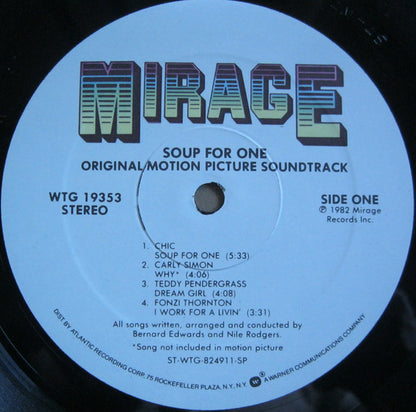 MIRAGE
SOUP FOR ONE
ORIGINAL MOTION PICTURE SOUNDTRACK
WTG 19353
STEREO
SIDE ONE
℗ 1982 Mirage
Records Inc.
1. CHIC
SOUP FOR ONE (5:33)
2. CARLY SIMON
WHY* (4:06)
3. TEDDY PENDERGRASS
DREAM GIRL (4:08)
4. FONZI THORNTON
I WORK FOR A LIVIN' (3:31)
All songs written, arranged and conducted by
Bernard Edwards and Nile Rodgers.
*Song not included in motion picture
ST-WTG-824911-SP
DIST BY ATLANTIC RECORDING CORP. 75 ROCKEFELLER PLAZA, N.Y., N.Y. W A WARNER COMMUNICATIONS COMPANY